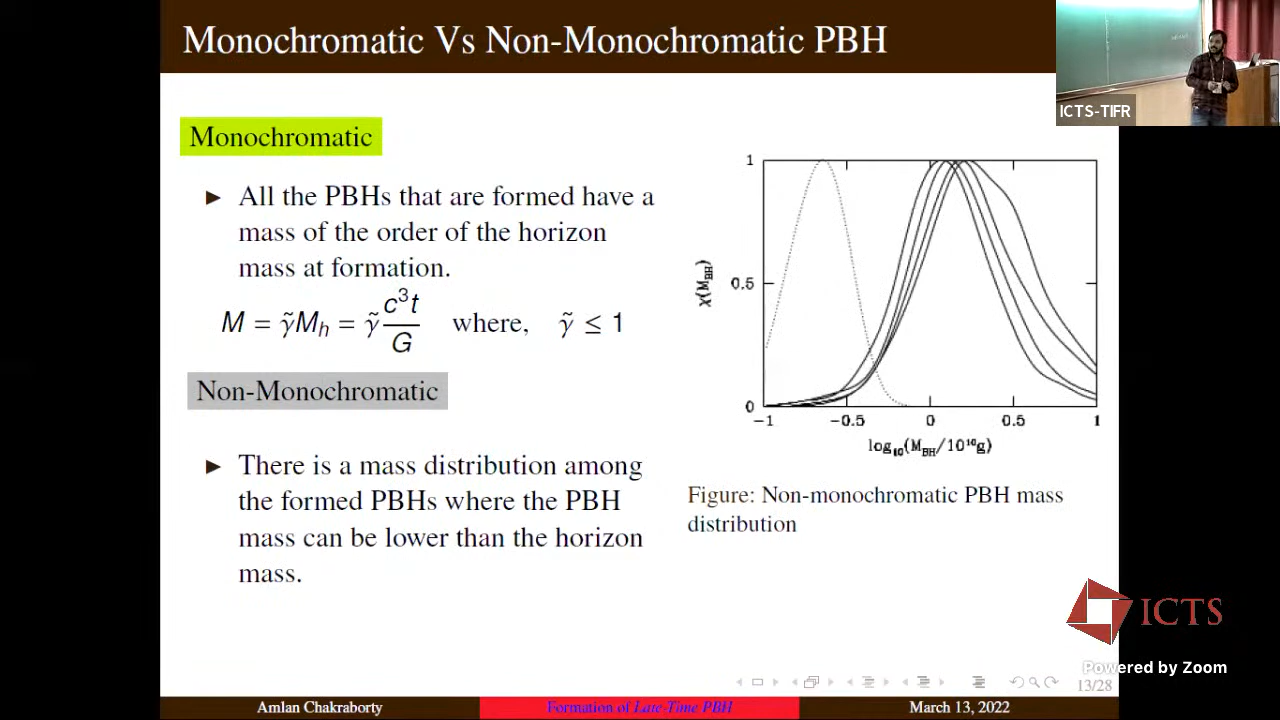 Monochromatic Vs Non-Monochromatic PBH
ICTS-TIFR
Monochromatic
► All the PBHs that are formed have a
mass of the order of the horizon
mass at formation.
M = γ̃M_h = γ̃ c³t/G where, γ̃ ≤ 1
Non-Monochromatic
► There is a mass distribution among
the formed PBHs where the PBH
mass can be lower than the horizon
mass.
1
0.5
0
χ(M_BH)
−1 −0.5 0 0.5 1
log₁₀(M_BH/10¹⁰g)
Figure: Non-monochromatic PBH mass
distribution
ICTS
Powered by Zoom
13/28
Amlan Chakraborty Formation of Late-Time PBH March 13, 2022